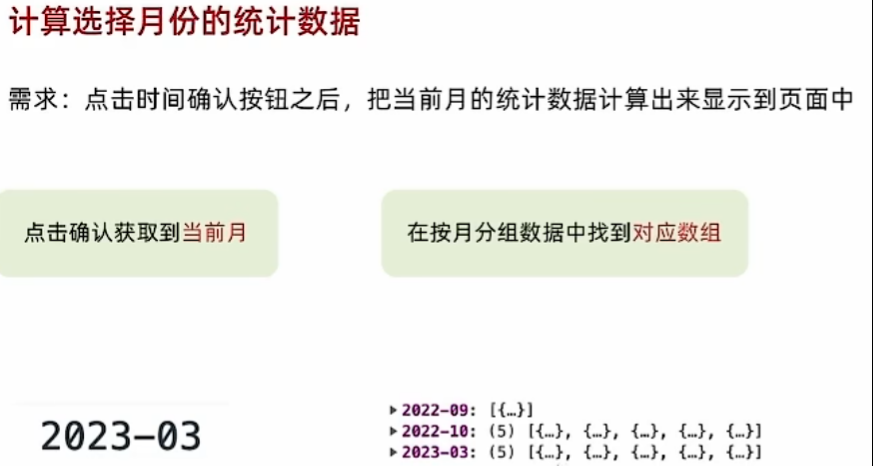 计算选择月份的统计数据
需求：点击时间确认按钮之后，把当前月的统计数据计算出来显示到页面中
点击确认获取到当前月
在按月分组数据中找到对应数组
2023-03
▶2022-09: [{…}]
▶2022-10: (5) [{…}, {…}, {…}, {…}, {…}]
▶2023-03: (5) [{…}, {…}, {…}, {…}, {…}]